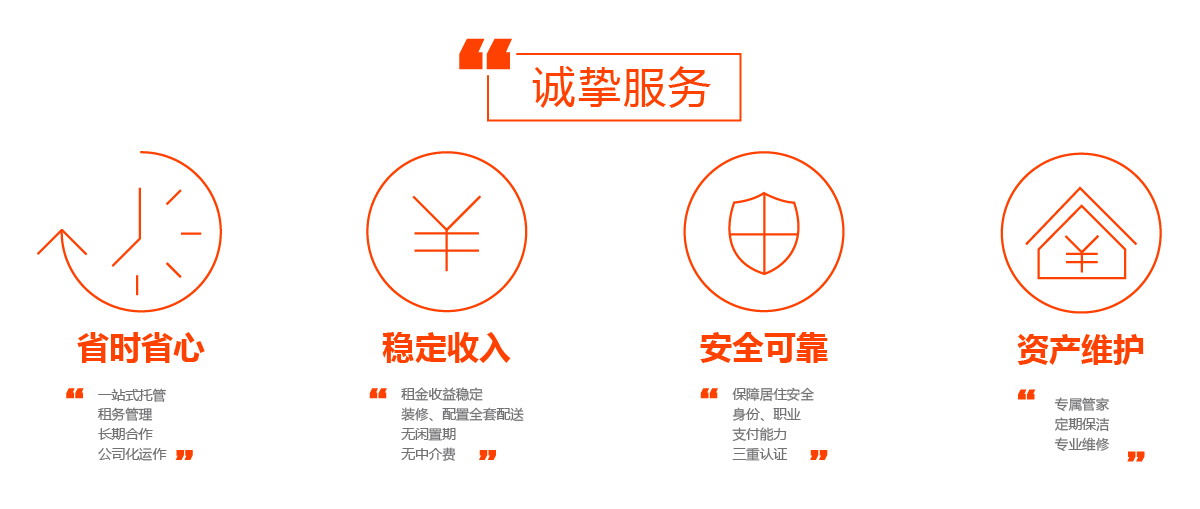 诚挚服务
省时省心
一站式托管
租务管理
长期合作
公司化运作
稳定收入
租金收益稳定
装修、配置全套配送
无闲置期
无中介费
安全可靠
保障居住安全
身份、职业
支付能力
三重认证
资产维护
专属管家
定期保洁
专业维修